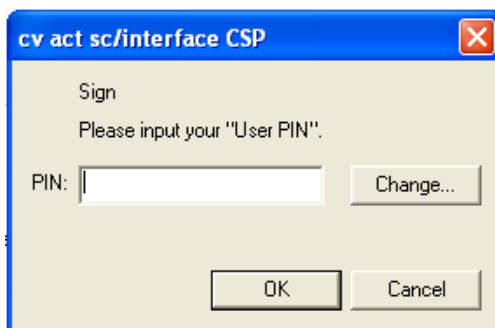 cv act sc/interface CSP
Sign
Please input your "User PIN".
PIN:
Change...
OK
Cancel